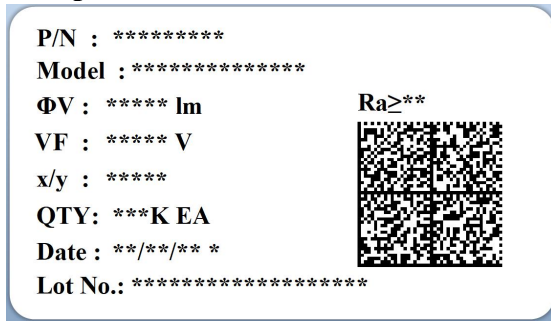 P/N : *********
Model : **************
ΦV : ***** lm
Ra≥**
VF : ***** V
x/y : *****
QTY: ***K EA
Date : **/**/** *
Lot No.: *******************